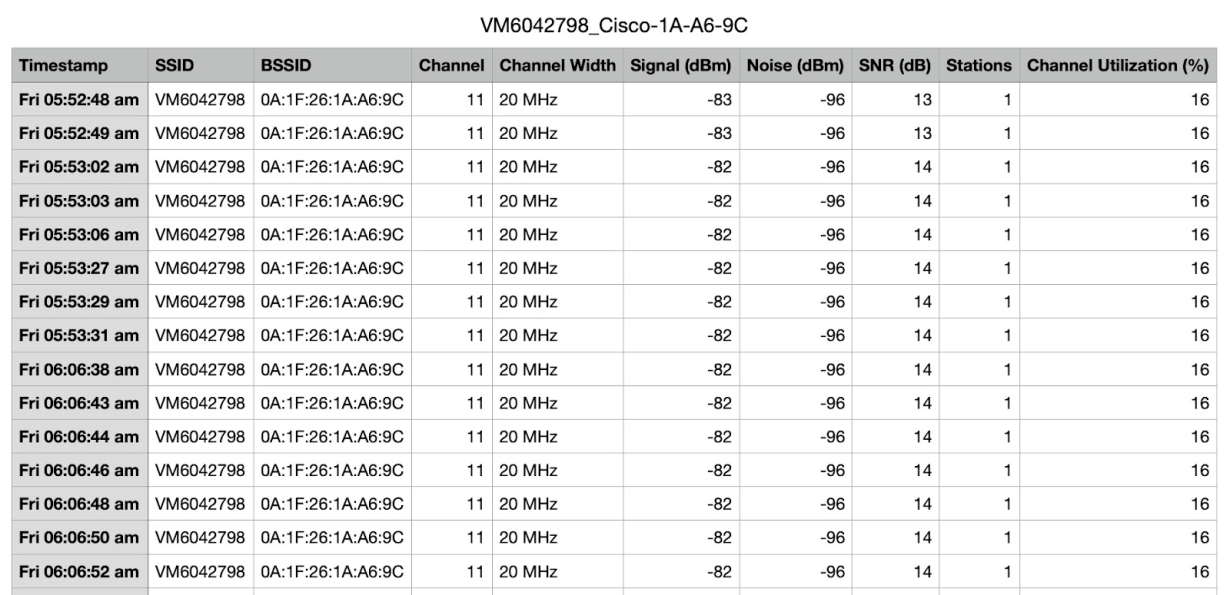 VM6042798_Cisco-1A-A6-9C
Timestamp SSID BSSID Channel Channel Width Signal (dBm) Noise (dBm) SNR (dB) Stations Channel Utilization (%)
Fri 05:52:48 am VM6042798 0A:1F:26:1A:A6:9C 11 20 MHz -83 -96 13 1 16
Fri 05:52:49 am VM6042798 0A:1F:26:1A:A6:9C 11 20 MHz -83 -96 13 1 16
Fri 05:53:02 am VM6042798 0A:1F:26:1A:A6:9C 11 20 MHz -82 -96 14 1 16
Fri 05:53:03 am VM6042798 0A:1F:26:1A:A6:9C 11 20 MHz -82 -96 14 1 16
Fri 05:53:06 am VM6042798 0A:1F:26:1A:A6:9C 11 20 MHz -82 -96 14 1 16
Fri 05:53:27 am VM6042798 0A:1F:26:1A:A6:9C 11 20 MHz -82 -96 14 1 16
Fri 05:53:29 am VM6042798 0A:1F:26:1A:A6:9C 11 20 MHz -82 -96 14 1 16
Fri 05:53:31 am VM6042798 0A:1F:26:1A:A6:9C 11 20 MHz -82 -96 14 1 16
Fri 06:06:38 am VM6042798 0A:1F:26:1A:A6:9C 11 20 MHz -82 -96 14 1 16
Fri 06:06:43 am VM6042798 0A:1F:26:1A:A6:9C 11 20 MHz -82 -96 14 1 16
Fri 06:06:44 am VM6042798 0A:1F:26:1A:A6:9C 11 20 MHz -82 -96 14 1 16
Fri 06:06:46 am VM6042798 0A:1F:26:1A:A6:9C 11 20 MHz -82 -96 14 1 16
Fri 06:06:48 am VM6042798 0A:1F:26:1A:A6:9C 11 20 MHz -82 -96 14 1 16
Fri 06:06:50 am VM6042798 0A:1F:26:1A:A6:9C 11 20 MHz -82 -96 14 1 16
Fri 06:06:52 am VM6042798 0A:1F:26:1A:A6:9C 11 20 MHz -82 -96 14 1 16